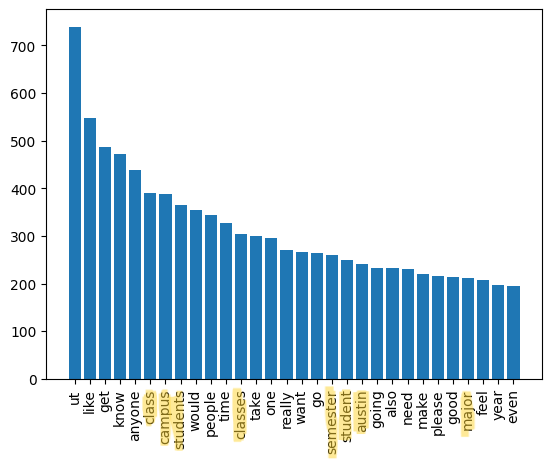 700
600
500
400
300
200
100
0
ut
like
get
know
anyone
class
campus
students
would
people
time
classes
take
one
really
want
go
semester
student
austin
going
also
need
make
please
good
major
feel
year
even